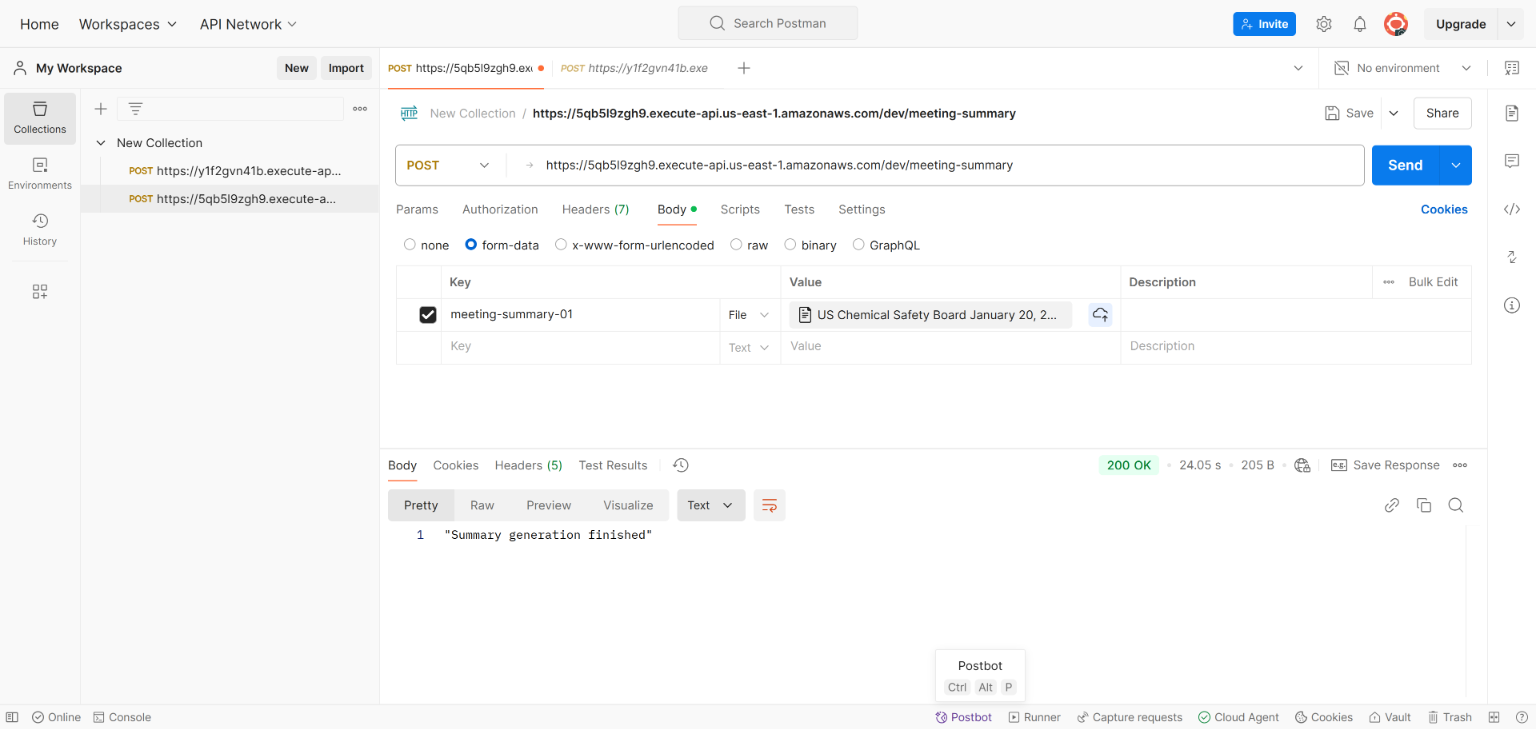 Home Workspaces API Network Search Postman Invite Upgrade
My Workspace New Import POST https://5qb5l9zgh9.ex POST https://y1f2gvn41b.exe No environment
Collections
Environments
History
New Collection
POST https://y1f2gvn41b.execute-ap...
POST https://5qb5l9zgh9.execute-a...
HTTP New Collection / https://5qb5l9zgh9.execute-api.us-east-1.amazonaws.com/dev/meeting-summary Save Share
POST https://5qb5l9zgh9.execute-api.us-east-1.amazonaws.com/dev/meeting-summary Send
Params Authorization Headers (7) Body Scripts Tests Settings Cookies
none form-data x-www-form-urlencoded raw binary GraphQL
Key Value Description Bulk Edit
meeting-summary-01 File US Chemical Safety Board January 20, 2...
Key Text Value Description
Body Cookies Headers (5) Test Results 200 OK 24.05 s 205 B e.g. Save Response
Pretty Raw Preview Visualize Text
1 "Summary generation finished"
Postbot
Ctrl Alt P
Online Console Postbot Runner Capture requests Cloud Agent Cookies Vault Trash